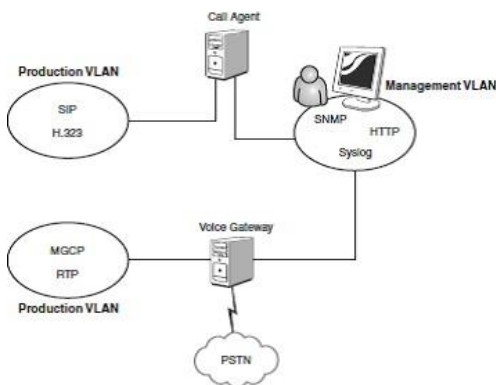 Call Agent
Production VLAN
Management VLAN
SIP
H.323
SNMP
HTTP
Syslog
Voice Gateway
MGCP
RTP
Production VLAN
PSTN